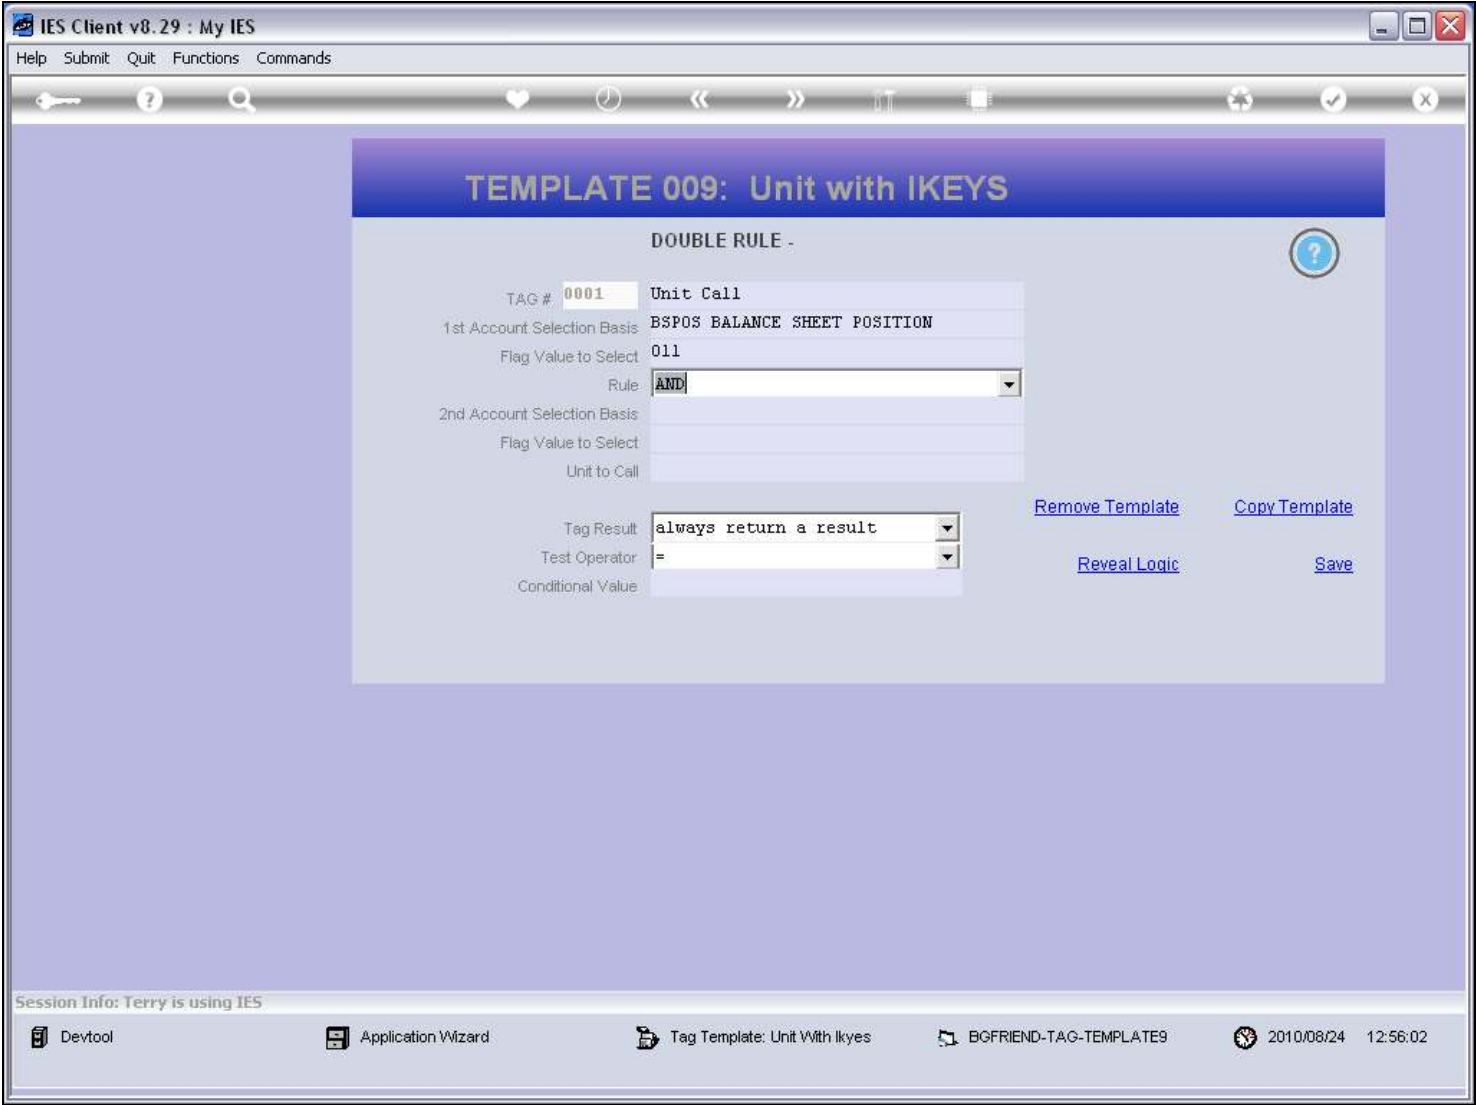 IES Client v8.29 : My IES
Help Submit Quit Functions Commands
TEMPLATE 009: Unit with IKEYS
DOUBLE RULE -
TAG # 0001 Unit Call
1st Account Selection Basis BSPOS BALANCE SHEET POSITION
Flag Value to Select 011
Rule AND
2nd Account Selection Basis
Flag Value to Select
Unit to Call
Remove Template Copy Template
Tag Result always return a result
Test Operator =
Reveal Logic Save
Conditional Value
Session Info: Terry is using IES
Devtool Application Wizard Tag Template: Unit With Ikyes BGFRIEND-TAG-TEMPLATE9 2010/08/24 12:56:02